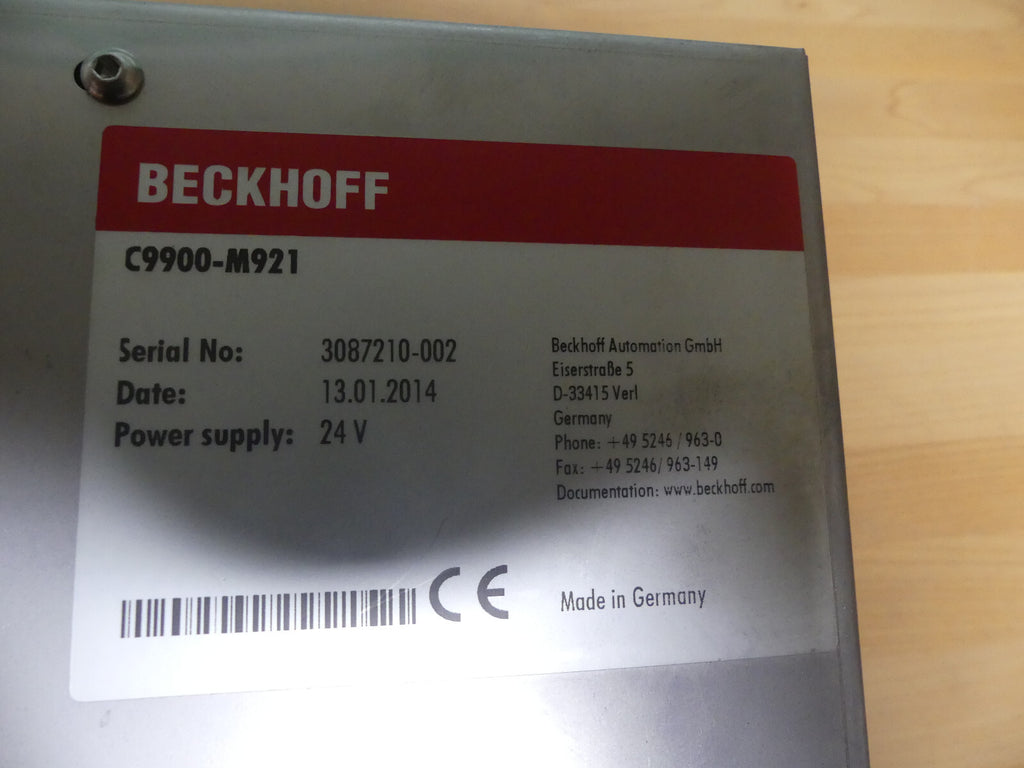 BECKHOFF
C9900-M921
Serial No: 3087210-002
Date: 13.01.2014
Power supply: 24 V
Beckhoff Automation GmbH
Eiserstraße 5
D-33415 Verl
Germany
Phone: +49 5246 / 963-0
Fax: +49 5246/ 963-149
Documentation: www.beckhoff.com
CE
Made in Germany